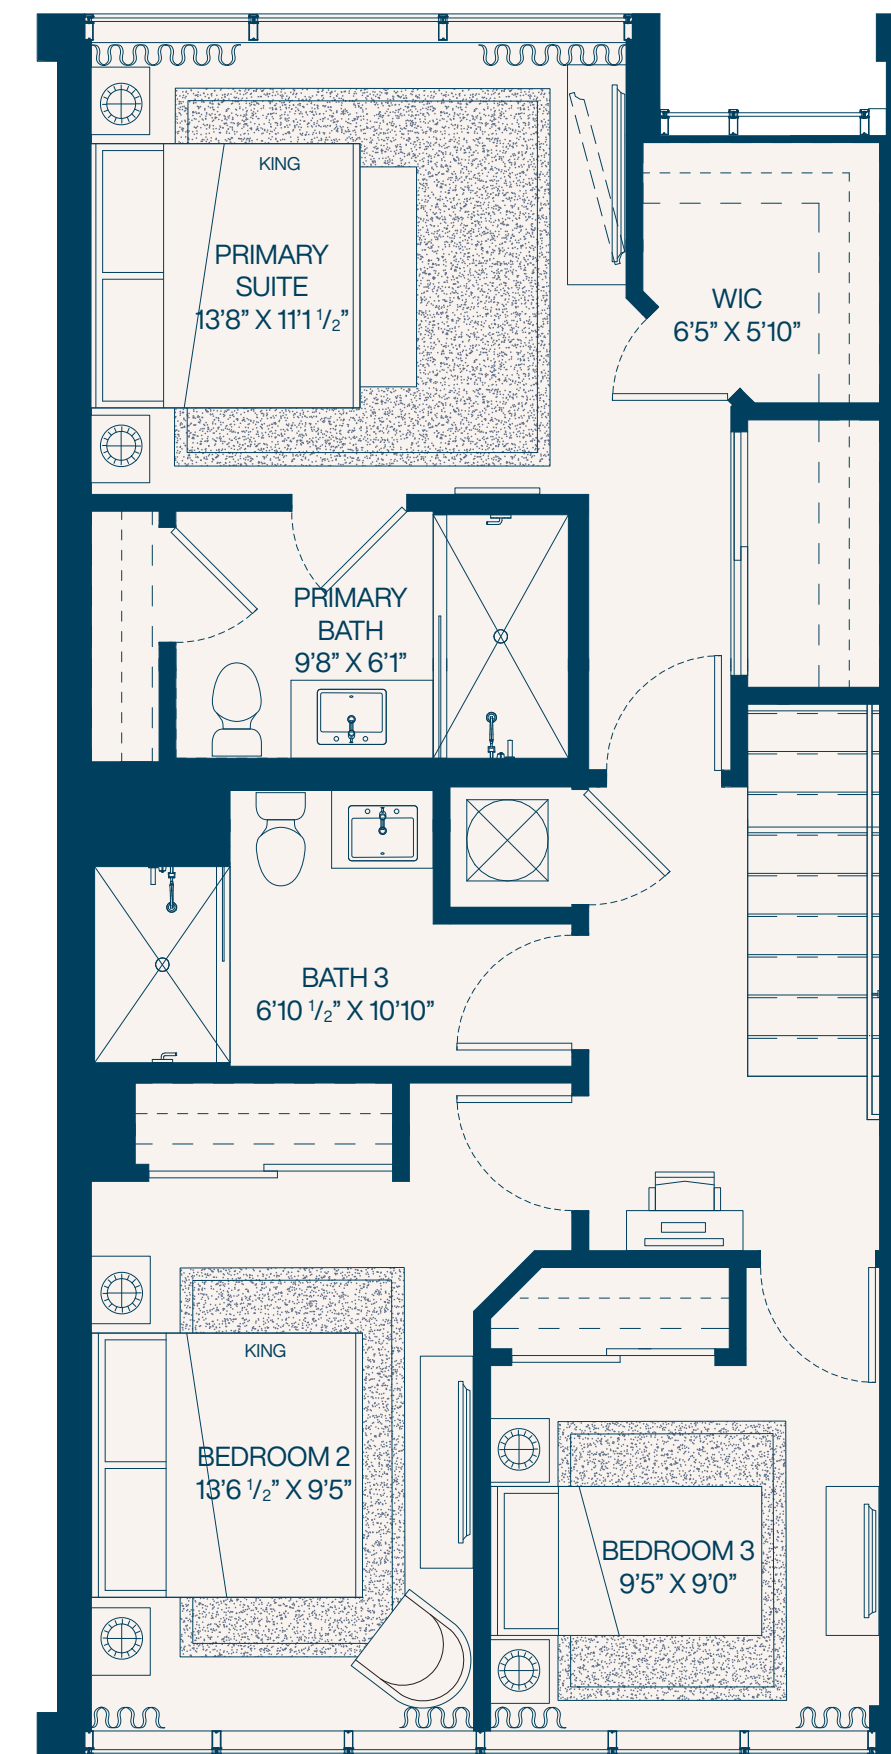 KING
PRIMARY
SUITE
13’8” X 11’1 1/2”
WIC
6’5” X 5’10”
PRIMARY
BATH
9’8” X 6’1”
BATH 3
6’10 1/2” X 10’10”
KING
BEDROOM 2
13’6 1/2” X 9’5”
BEDROOM 3
9’5” X 9’0”